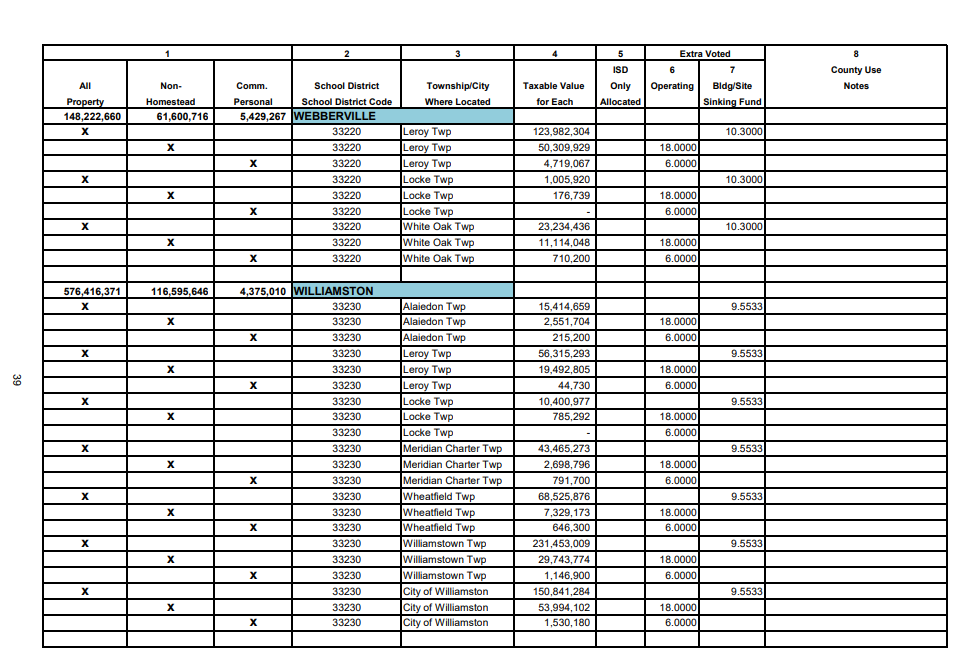 1 2 3 4 5 Extra Voted 8
ISD 6 7 County Use
All Non- Comm. School District Township/City Taxable Value Only Operating Bldg/Site Notes
Property Homestead Personal School District Code Where Located for Each Allocated Sinking Fund
148,222,660 61,600,716 5,429,267 WEBBERVILLE
X 33220 Leroy Twp 123,982,304 10.3000
X 33220 Leroy Twp 50,309,929 18.0000
X 33220 Leroy Twp 4,719,067 6.0000
X 33220 Locke Twp 1,005,920 10.3000
X 33220 Locke Twp 176,739 18.0000
X 33220 Locke Twp - 6.0000
X 33220 White Oak Twp 23,234,436 10.3000
X 33220 White Oak Twp 11,114,048 18.0000
X 33220 White Oak Twp 710,200 6.0000
576,416,371 116,595,646 4,375,010 WILLIAMSTON
X 33230 Alaiedon Twp 15,414,659 9.5533
X 33230 Alaiedon Twp 2,551,704 18.0000
X 33230 Alaiedon Twp 215,200 6.0000
X 33230 Leroy Twp 56,315,293 9.5533
X 33230 Leroy Twp 19,492,805 18.0000
X 33230 Leroy Twp 44,730 6.0000
X 33230 Locke Twp 10,400,977 9.5533
X 33230 Locke Twp 785,292 18.0000
33230 Locke Twp - 6.0000
X 33230 Meridian Charter Twp 43,465,273 9.5533
X 33230 Meridian Charter Twp 2,698,796 18.0000
X 33230 Meridian Charter Twp 791,700 6.0000
X 33230 Wheatfield Twp 68,525,876 9.5533
X 33230 Wheatfield Twp 7,329,173 18.0000
X 33230 Wheatfield Twp 646,300 6.0000
X 33230 Williamstown Twp 231,453,009 9.5533
X 33230 Williamstown Twp 29,743,774 18.0000
X 33230 Williamstown Twp 1,146,900 6.0000
X 33230 City of Williamston 150,841,284 9.5533
X 33230 City of Williamston 53,994,102 18.0000
X 33230 City of Williamston 1,530,180 6.0000
39